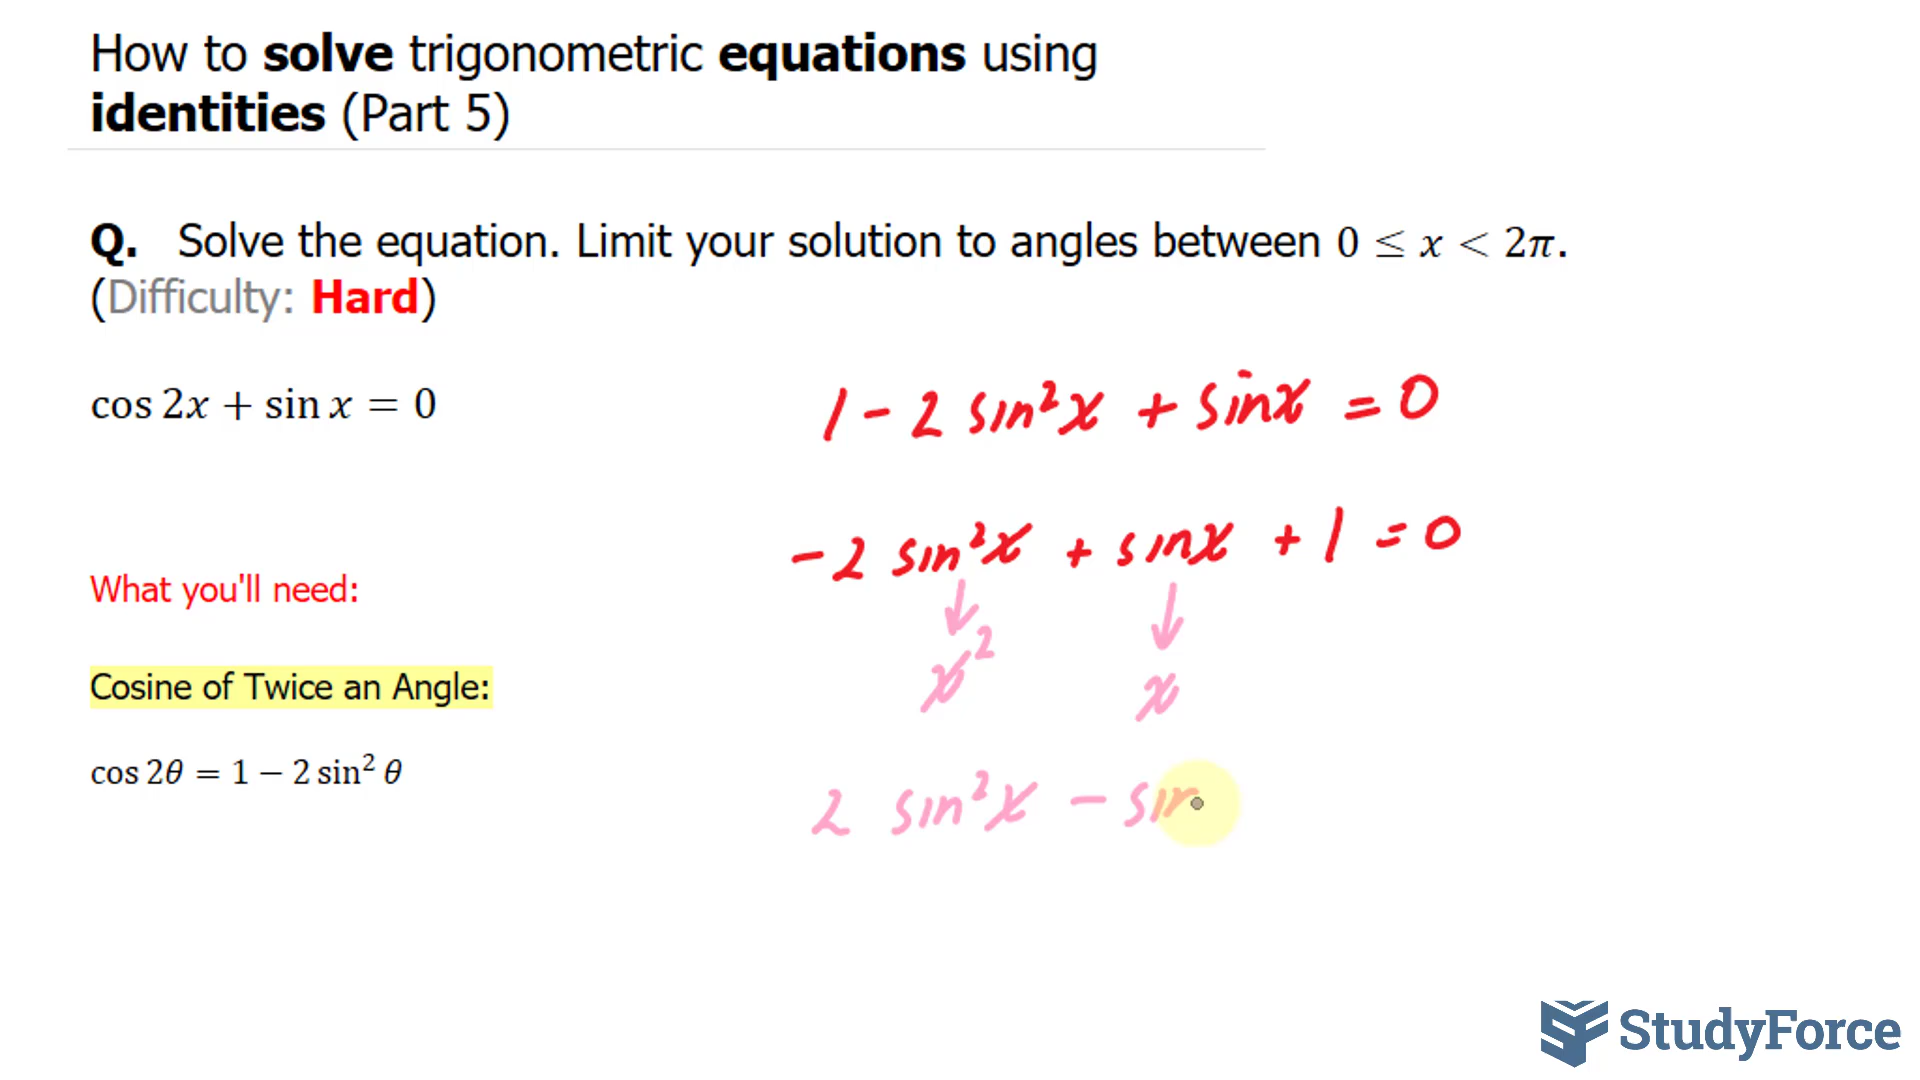 How to solve trigonometric equations using
identities (Part 5)
Q. Solve the equation. Limit your solution to angles between 0 ≤ x < 2π.
(Difficulty: Hard)
cos 2x + sin x = 0
1 - 2 sin²x + sinx = 0
- 2 sin²x + sinx + 1 = 0
What you'll need:
x² x
Cosine of Twice an Angle:
cos 2θ = 1 − 2 sin² θ
2 sin²x - sin
StudyForce